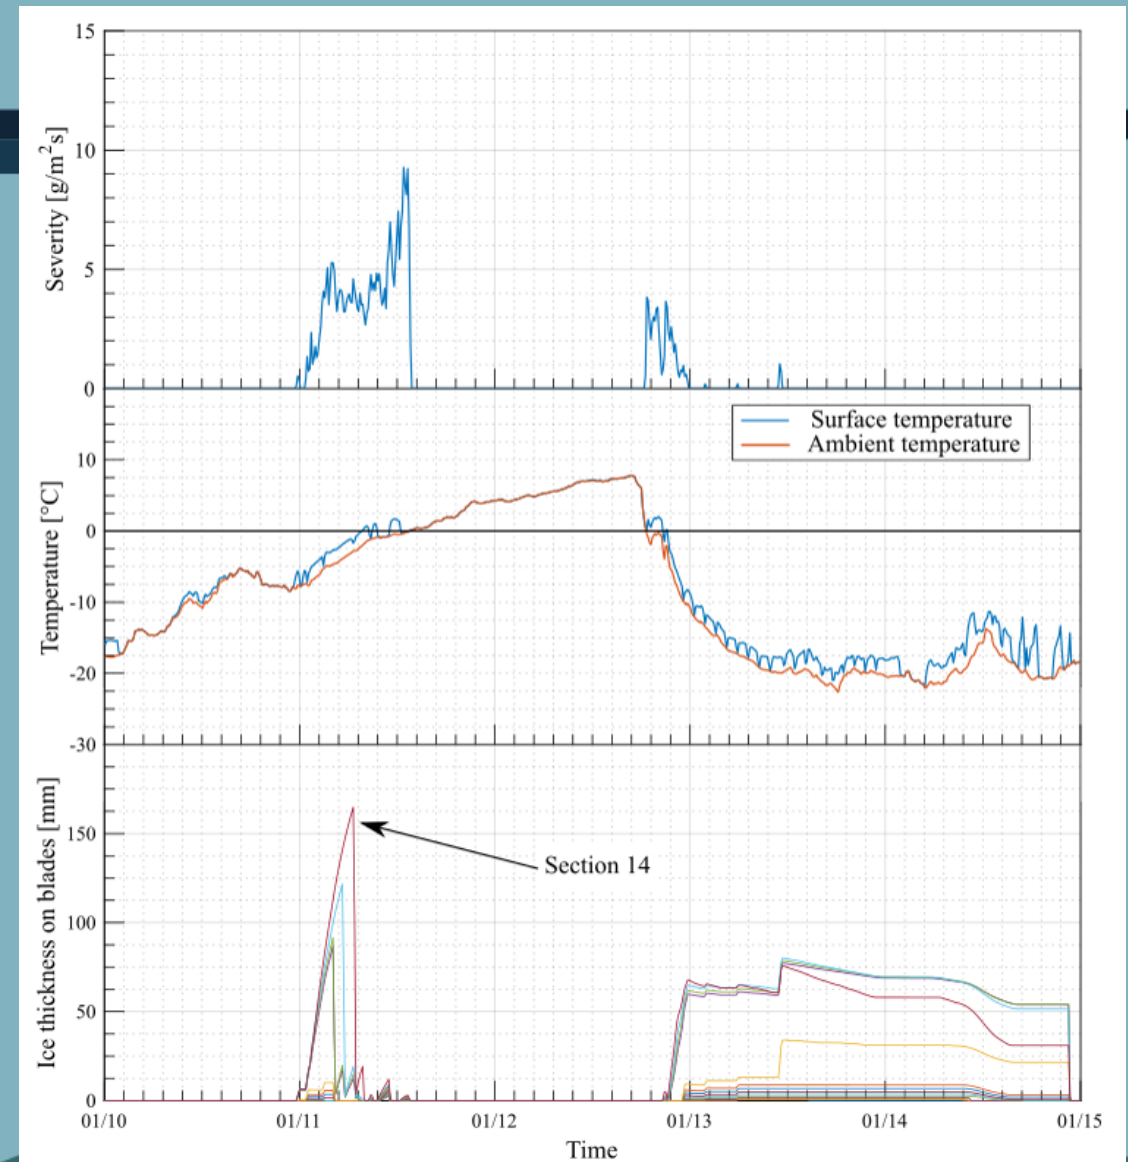 15
10
5
0
Severity [g/m²s]
Surface temperature
Ambient temperature
10
0
-10
-20
-30
Temperature [°C]
150
100
50
0
Ice thickness on blades [mm]
Section 14
01/10 01/11 01/12 01/13 01/14 01/15
Time